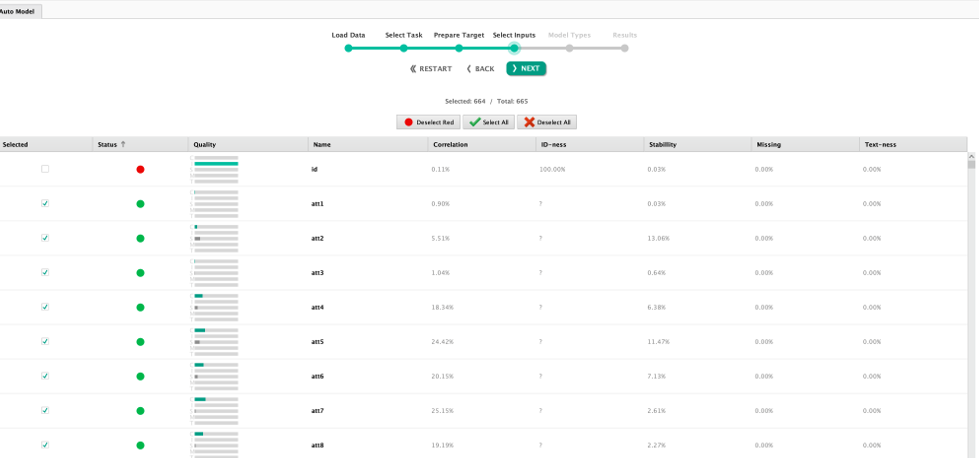 Auto Model
Load Data Select Task Prepare Target Select Inputs Model Types Results
RESTART BACK NEXT
Selected: 664 / Total: 665
Deselect Red Select All Deselect All
Selected Status ↑ Quality Name Correlation ID-ness Stability Missing Text-ness
id 0.11% 100.00% 0.03% 0.00% 0.00%
att1 0.90% ? 0.03% 0.00% 0.00%
att2 5.51% ? 13.06% 0.00% 0.00%
att3 1.04% ? 0.64% 0.00% 0.00%
att4 18.34% ? 6.38% 0.00% 0.00%
att5 24.42% ? 11.47% 0.00% 0.00%
att6 20.15% ? 7.13% 0.00% 0.00%
att7 25.15% ? 2.61% 0.00% 0.00%
att8 19.19% ? 2.27% 0.00% 0.00%